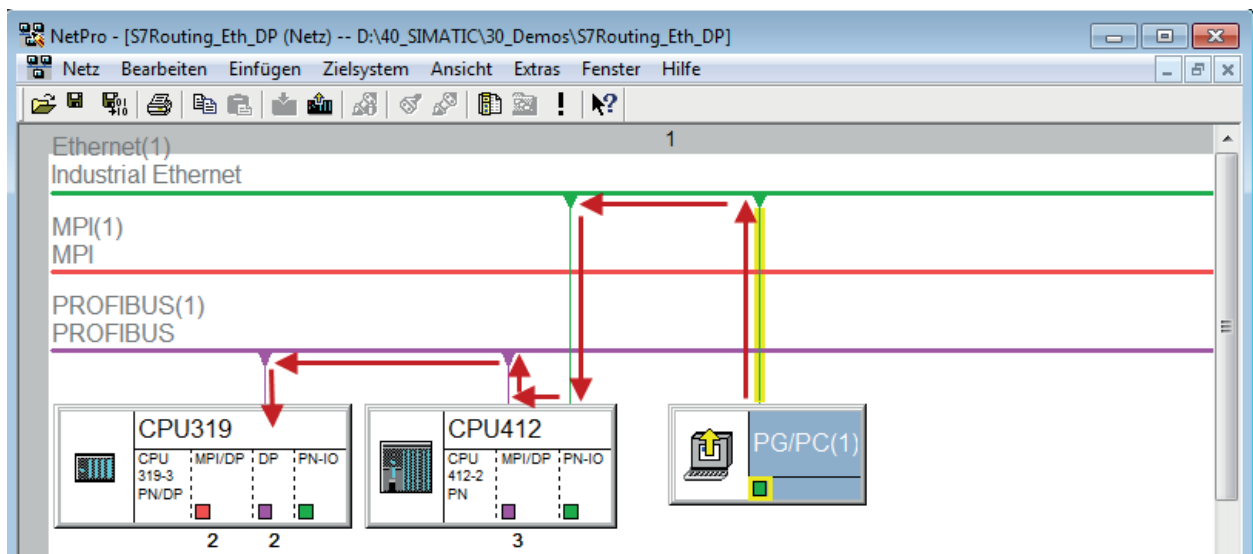 NetPro - [S7Routing_Eth_DP (Netz) -- D:\40_SIMATIC\30_Demos\S7Routing_Eth_DP]
Netz Bearbeiten Einfügen Zielsystem Ansicht Extras Fenster Hilfe
1
Ethernet(1)
Industrial Ethernet
MPI(1)
MPI
PROFIBUS(1)
PROFIBUS
CPU319
CPU 319-3 PN/DP
MPI/DP
DP
PN-IO
2 2
CPU412
CPU 412-2 PN
MPI/DP
PN-IO
3
PG/PC(1)